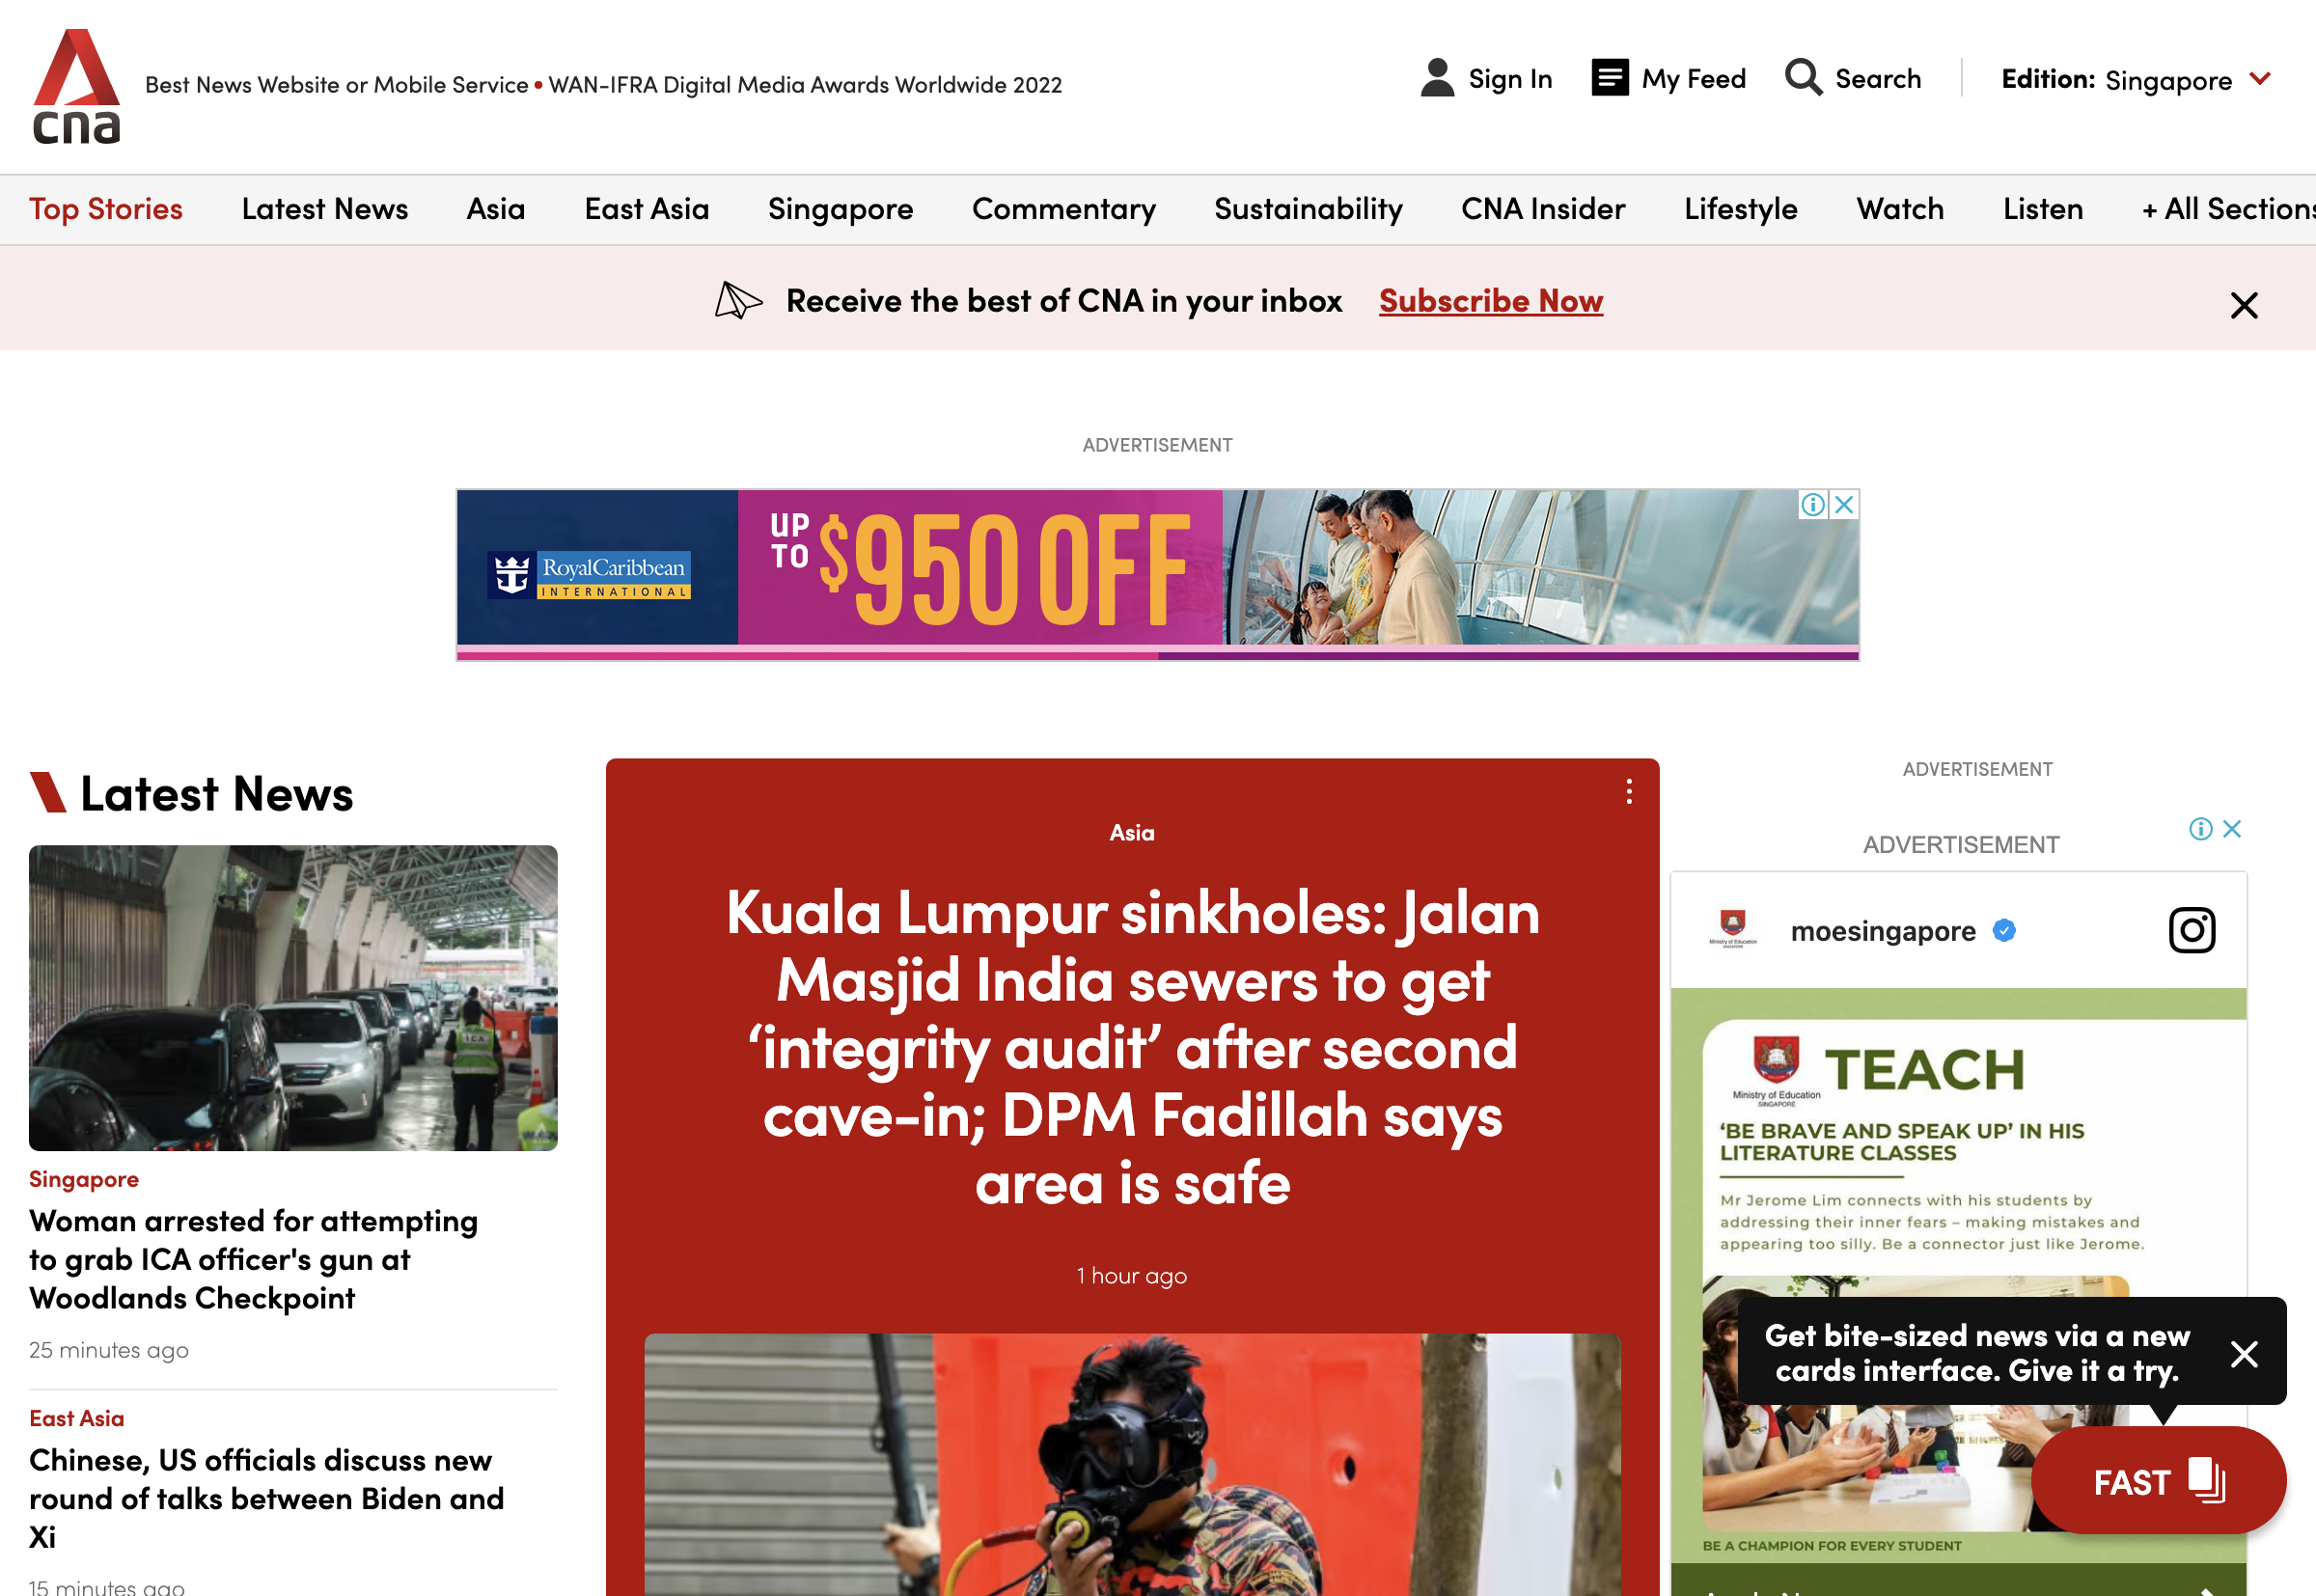 cna
Best News Website or Mobile Service • WAN-IFRA Digital Media Awards Worldwide 2022
Sign In
My Feed
Search
Edition: Singapore
Top Stories
Latest News
Asia
East Asia
Singapore
Commentary
Sustainability
CNA Insider
Lifestyle
Watch
Listen
+ All Sections
Receive the best of CNA in your inbox
Subscribe Now
ADVERTISEMENT
RoyalCaribbean
INTERNATIONAL
UP
TO
$950 OFF
Latest News
Singapore
Woman arrested for attempting
to grab ICA officer's gun at
Woodlands Checkpoint
25 minutes ago
East Asia
Chinese, US officials discuss new
round of talks between Biden and
Xi
15 minutes ago
Asia
Kuala Lumpur sinkholes: Jalan
Masjid India sewers to get
‘integrity audit’ after second
cave-in; DPM Fadillah says
area is safe
1 hour ago
ADVERTISEMENT
ADVERTISEMENT
Ministry of Education
moesingapore
Ministry of Education
SINGAPORE
TEACH
‘BE BRAVE AND SPEAK UP’ IN HIS
LITERATURE CLASSES
Mr Jerome Lim connects with his students by
addressing their inner fears – making mistakes and
appearing too silly. Be a connector just like Jerome.
Get bite-sized news via a new
cards interface. Give it a try.
FAST
BE A CHAMPION FOR EVERY STUDENT
ICA